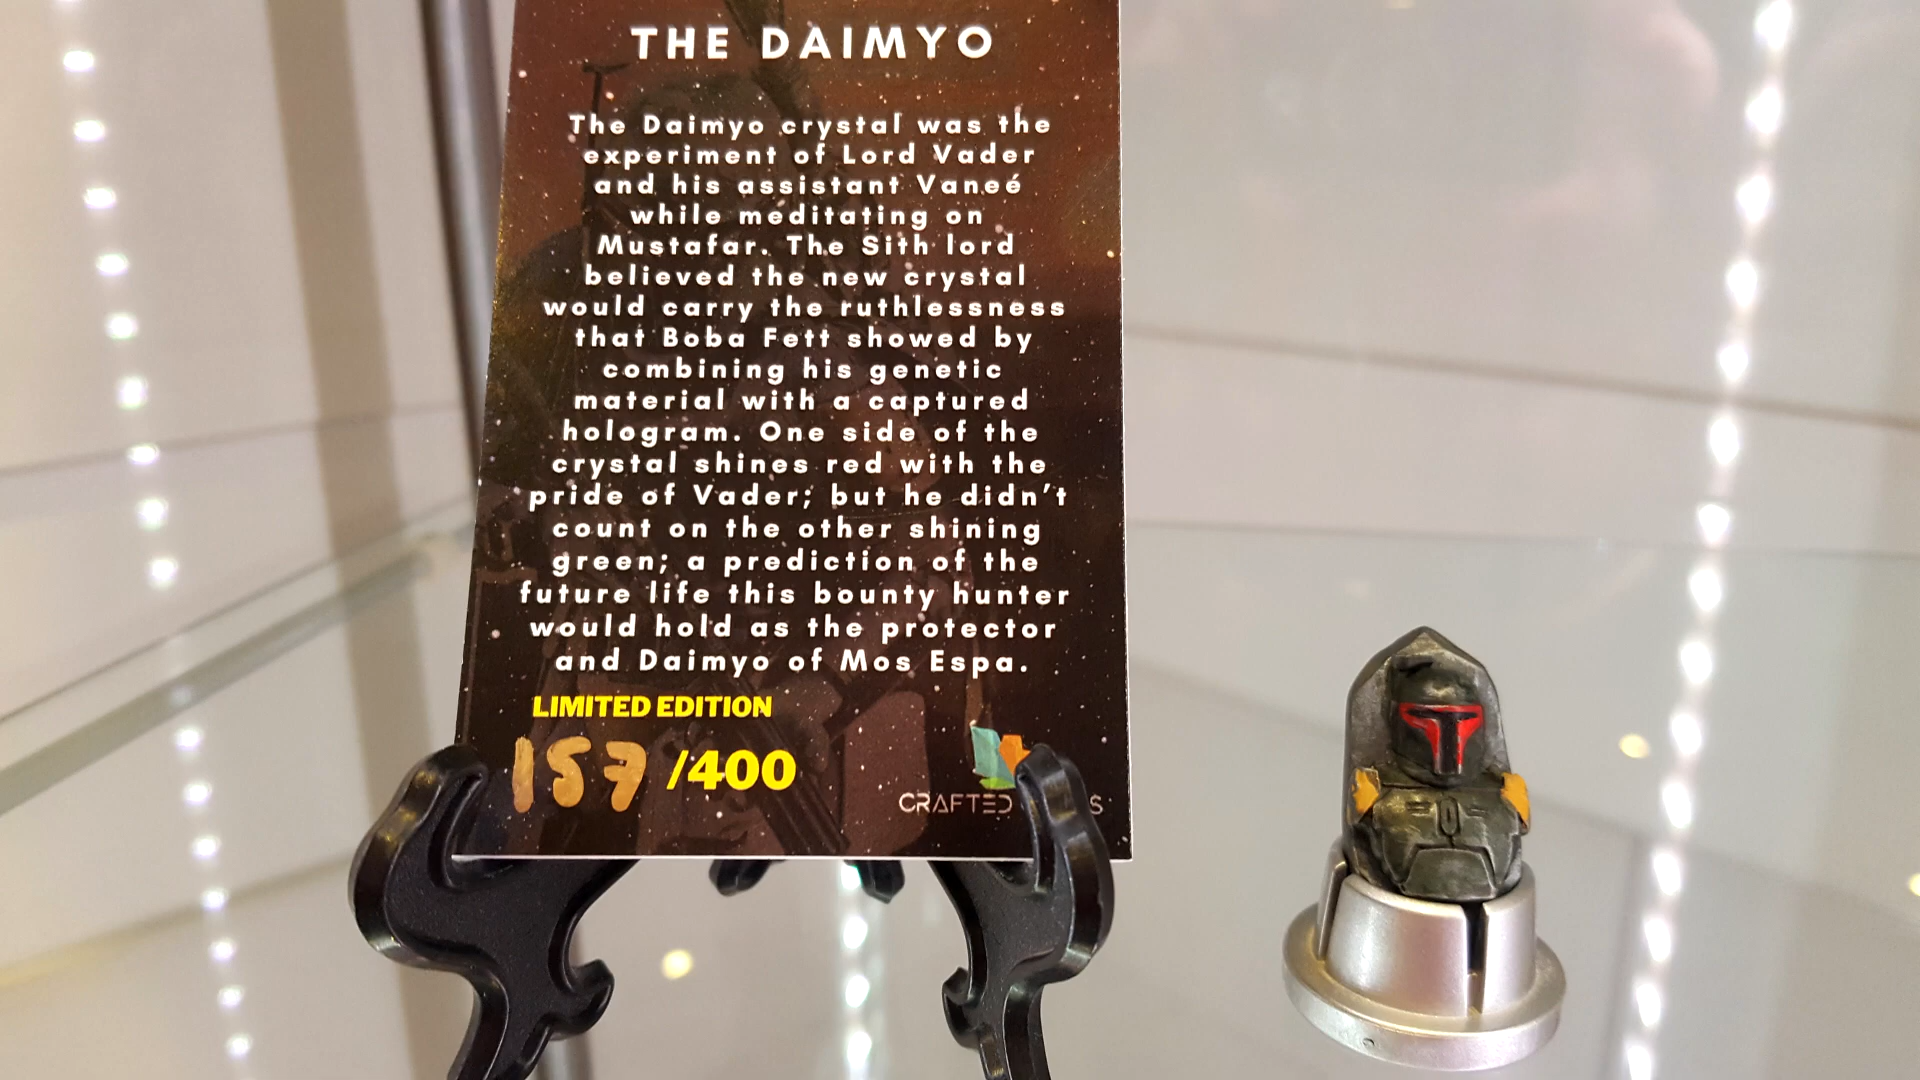 THE DAIMYO
The Daimyo crystal was the
experiment of Lord Vader
and his assistant Vaneé
while meditating on
Mustafar. The Sith lord
believed the new crystal
would carry the ruthlessness
that Boba Fett showed by
combining his genetic
material with a captured
hologram. One side of the
crystal shines red with the
pride of Vader; but he didn't
count on the other shining
green; a prediction of the
future life this bounty hunter
would hold as the protector
and Daimyo of Mos Espa.
LIMITED EDITION
157 /400
CRAFTED